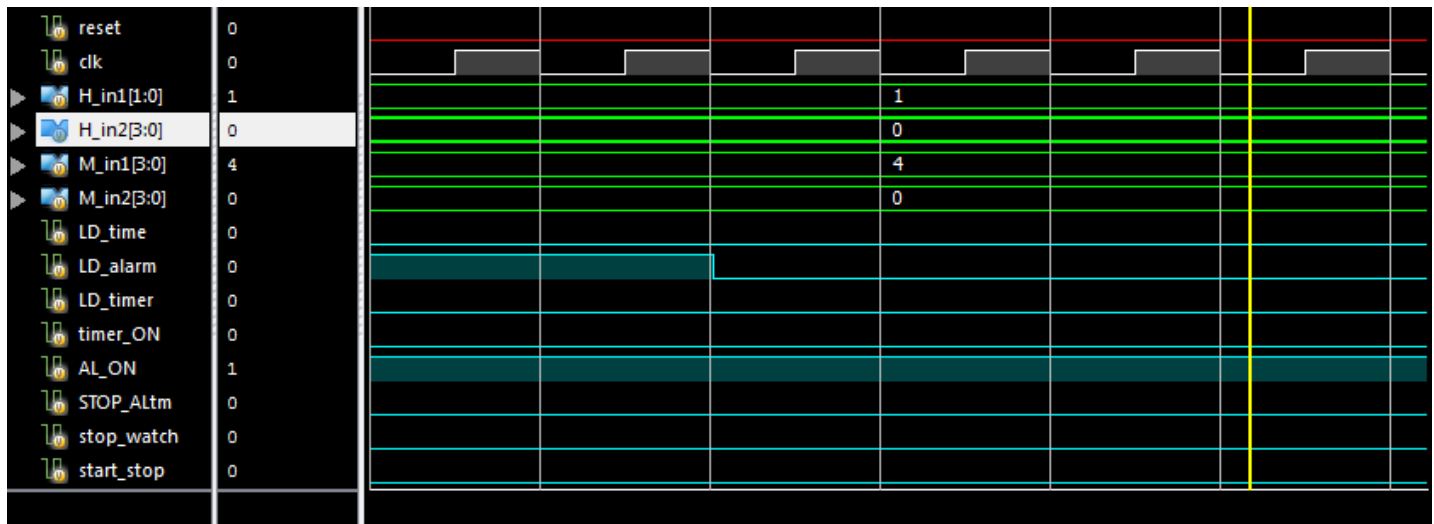 reset 0
clk 0
H_in1[1:0] 1 1
H_in2[3:0] 0 0
M_in1[3:0] 4 4
M_in2[3:0] 0 0
LD_time 0
LD_alarm 0
LD_timer 0
timer_ON 0
AL_ON 1
STOP_ALtm 0
stop_watch 0
start_stop 0